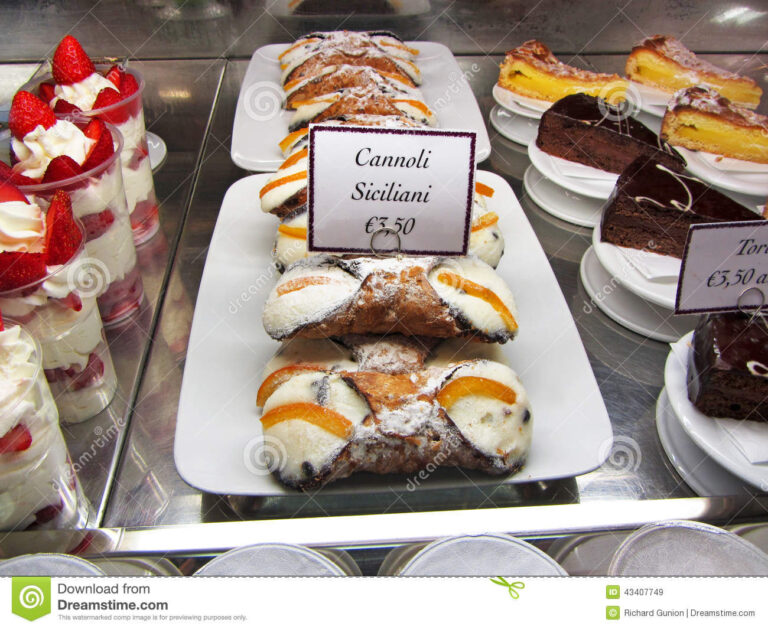 Cannoli
Siciliani
€3,50
Tor
€3,50 a
Download from
Dreamstime.com
This watermarked comp image is for previewing purposes only.
43407749
Richard Gunion | Dreamstime.com